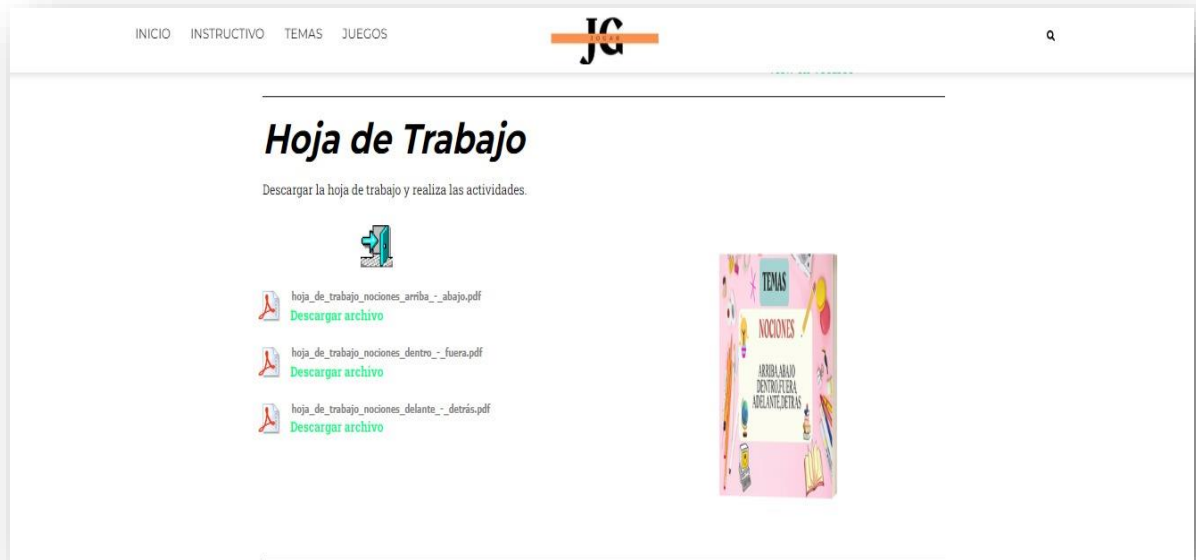 INICIO INSTRUCTIVO TEMAS JUEGOS
JG
JUGAR
Hoja de Trabajo
Descargar la hoja de trabajo y realiza las actividades.
hoja_de_trabajo_nociones_arriba_-_abajo.pdf
Descargar archivo
hoja_de_trabajo_nociones_dentro_-_fuera.pdf
Descargar archivo
hoja_de_trabajo_nociones_delante_-_detrás.pdf
Descargar archivo
TEMAS
NOCIONES
ARRIBA,ABAJO
DENTRO,FUERA
ADELANTE,DETRAS